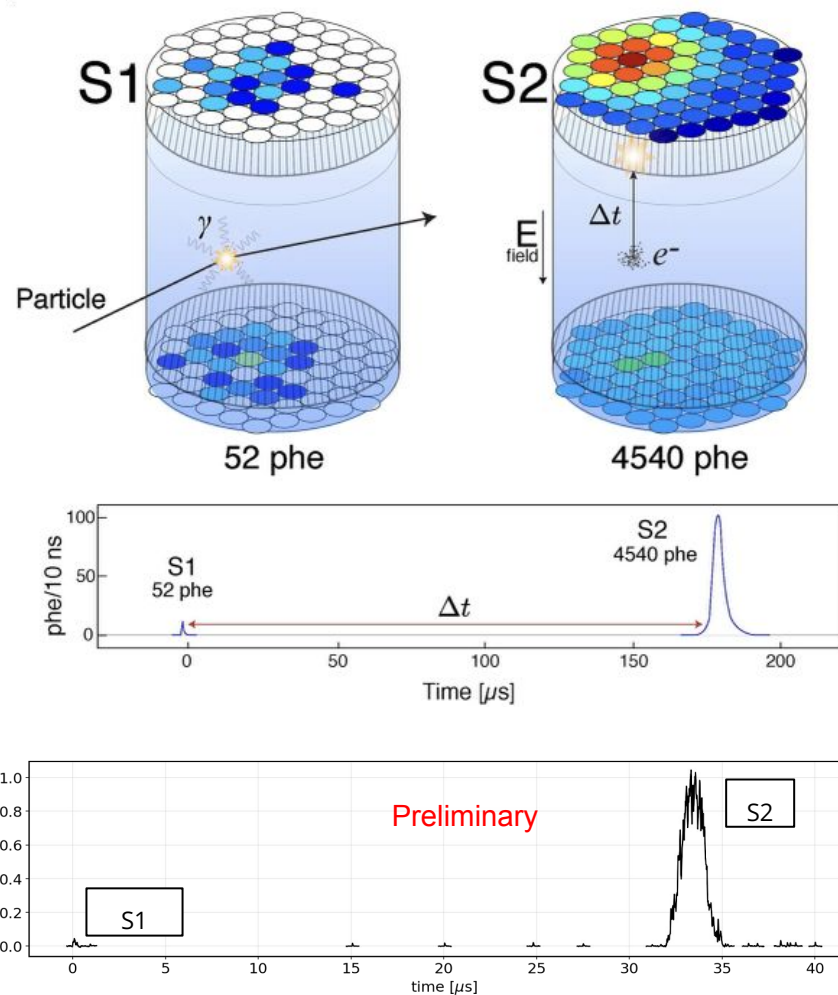 S1
S2
γ
Δt
E
field
e-
Particle
52 phe
4540 phe
100
50
0
phe/10 ns
S1
52 phe
Δt
S2
4540 phe
0
50
100
150
200
Time [μs]
1.0
0.8
0.6
0.4
0.2
0.0
Preliminary
S1
S2
0
5
10
15
20
25
30
35
40
time [μs]